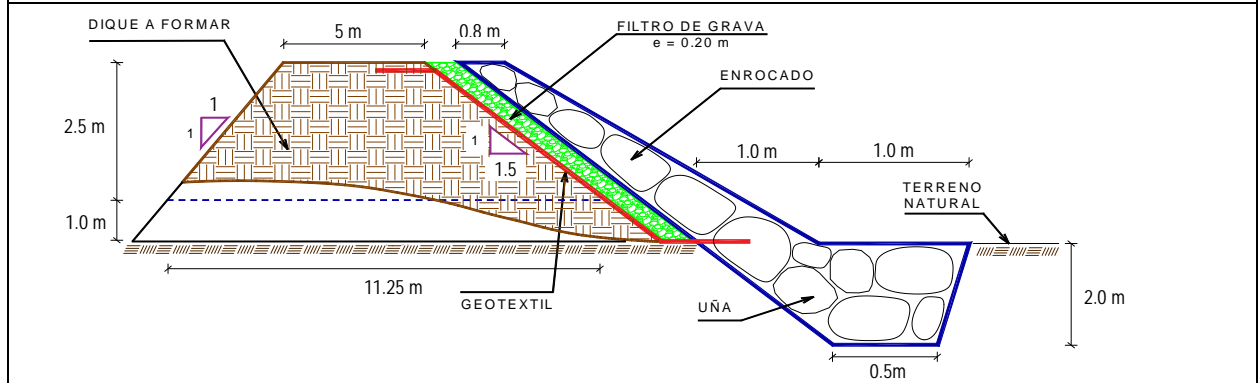 DIQUE A FORMAR
5 m
0.8 m
FILTRO DE GRAVA
e = 0.20 m
ENROCADO
1
1
2.5 m
1
1.5
1.0 m
1.0 m
TERRENO
NATURAL
1.0 m
11.25 m
GEOTEXTIL
UÑA
2.0 m
0.5m